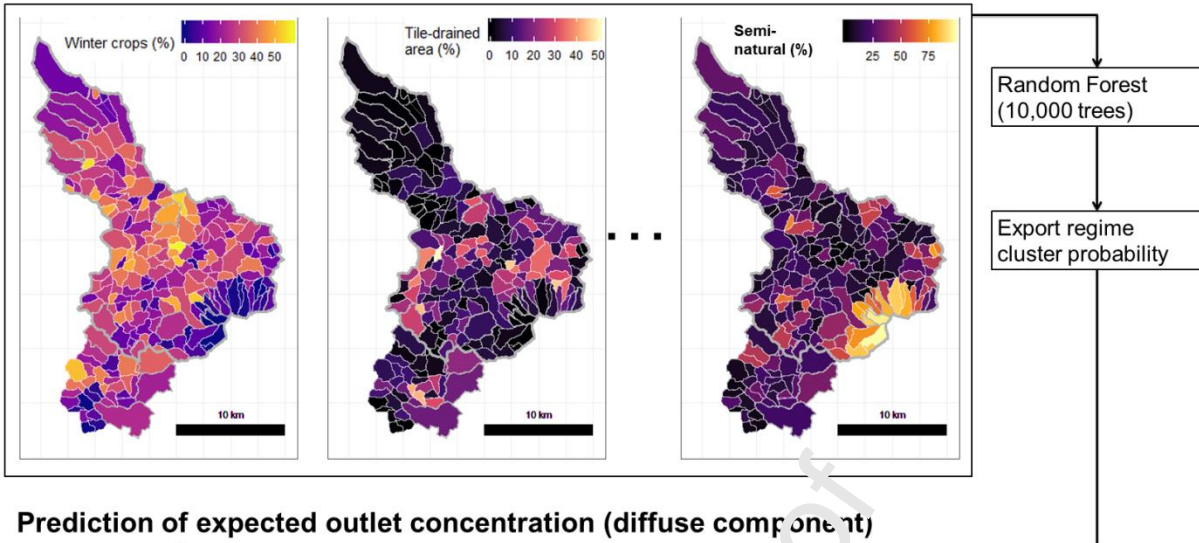 Winter crops (%)
0 10 20 30 40 50
Tile-drained
area (%)
0 10 20 30 40 50
Semi-
natural (%)
25 50 75
10 km
10 km
10 km
. . .
Random Forest
(10,000 trees)
Export regime
cluster probability
Prediction of expected outlet concentration (diffuse component)
of